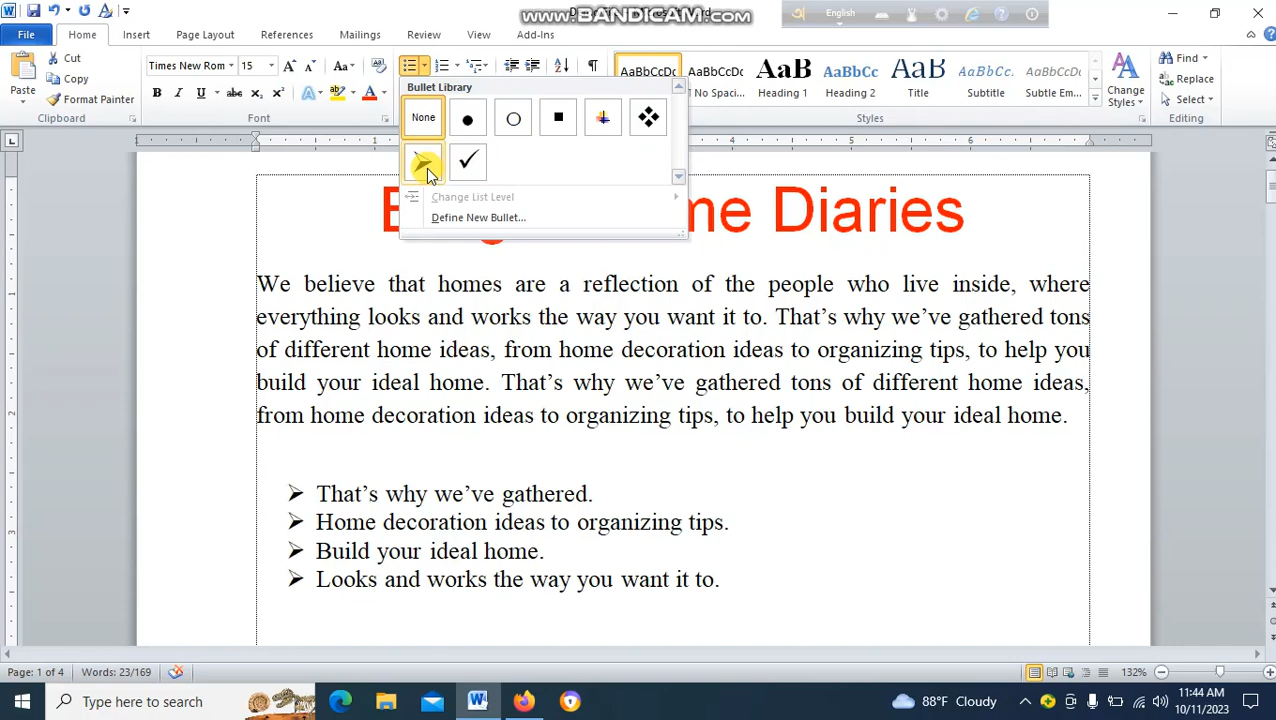 www.BANDICAM.com
English
File Home Insert Page Layout References Mailings Review View Add-Ins
Paste Cut Copy Format Painter
Clipboard
Times New Rom 15 Aa
B I U abc x₂ x² A A
Font
AaBbCcDc AaBbCcDc AaBb AaBbCc AaBb AaBbCc. AaBbCcDc
No Spaci... Heading 1 Heading 2 Title Subtitle Subtle Em...
Change Styles
Styles
Find Replace Select
Editing
Bullet Library
None
Change List Level
Define New Bullet...
me Diaries
We believe that homes are a reflection of the people who live inside, where
everything looks and works the way you want it to. That’s why we’ve gathered tons
of different home ideas, from home decoration ideas to organizing tips, to help you
build your ideal home. That’s why we’ve gathered tons of different home ideas,
from home decoration ideas to organizing tips, to help you build your ideal home.
➢ That’s why we’ve gathered.
➢ Home decoration ideas to organizing tips.
➢ Build your ideal home.
➢ Looks and works the way you want it to.
Page: 1 of 4 Words: 23/169 132%
Type here to search 88°F Cloudy 11:44 AM
10/11/2023